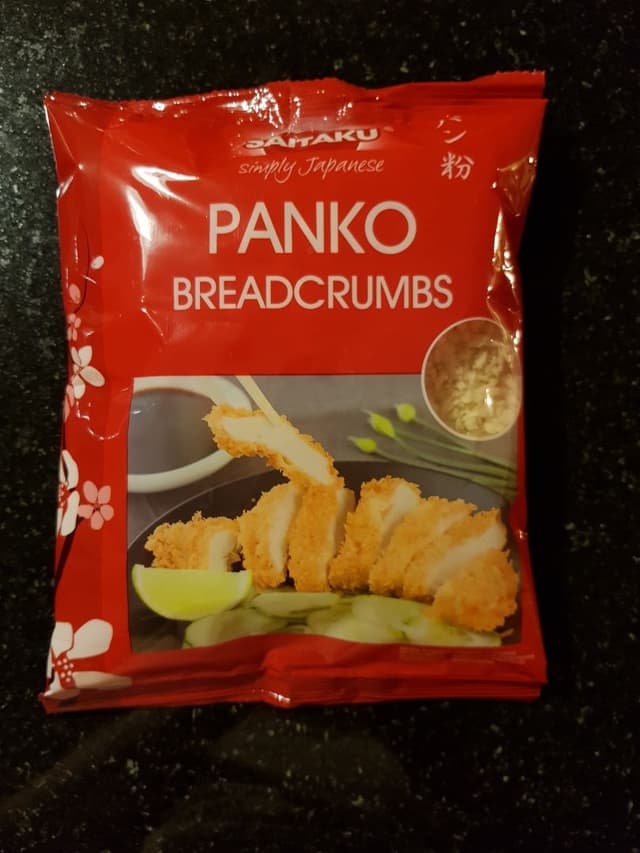 SAITAKU
simply Japanese
パン粉
PANKO
BREADCRUMBS